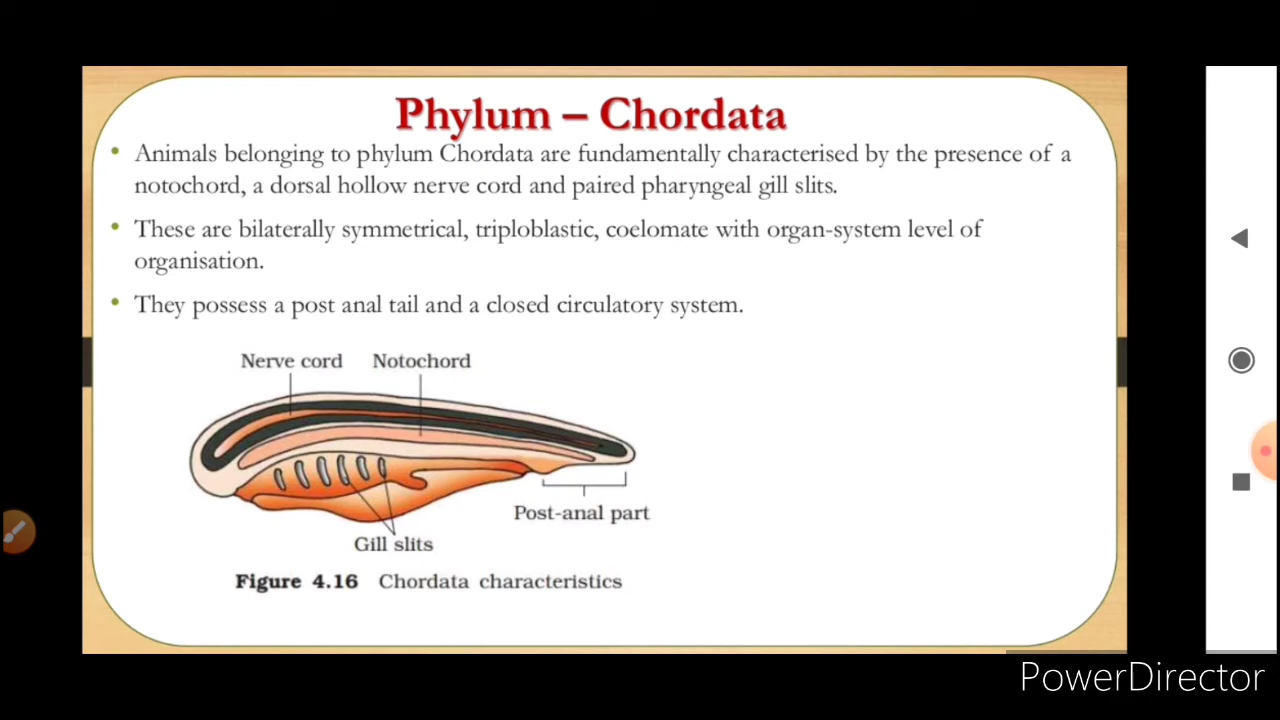 Phylum – Chordata
• Animals belonging to phylum Chordata are fundamentally characterised by the presence of a
notochord, a dorsal hollow nerve cord and paired pharyngeal gill slits.
• These are bilaterally symmetrical, triploblastic, coelomate with organ-system level of
organisation.
• They possess a post anal tail and a closed circulatory system.
Nerve cord Notochord
Post-anal part
Gill slits
Figure 4.16 Chordata characteristics
PowerDirector